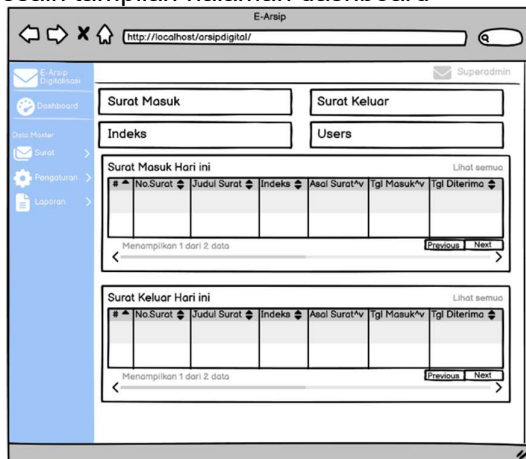 E-Arsip
http://localhost/arsipdigital/
E-Arsip
Digitalisasi
Superadmin
Dashboard
Data Master
Surat
Pengaturan
Laporan
Surat Masuk
Surat Keluar
Indeks
Users
Surat Masuk Hari ini
Lihat semua
# No.Surat Judul Surat Indeks Asal Surat^v Tgl Masuk^v Tgl Diterima
Menampilkan 1 dari 2 data
Previous Next
Surat Keluar Hari ini
Lihat semua
# No.Surat Judul Surat Indeks Asal Surat^v Tgl Masuk^v Tgl Diterima
Menampilkan 1 dari 2 data
Previous Next